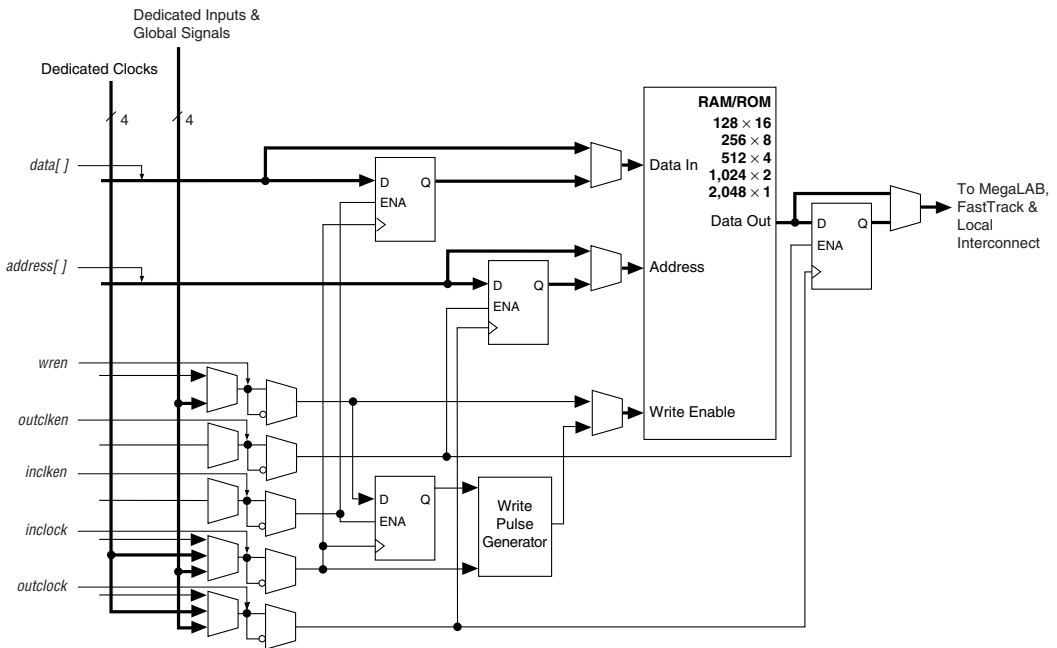 Dedicated Inputs &
Global Signals
Dedicated Clocks
4
4
RAM/ROM
128 × 16
256 × 8
512 × 4
1,024 × 2
2,048 × 1
data[ ]
Data In
D Q
ENA
Data Out
D Q
ENA
To MegaLAB,
FastTrack &
Local
Interconnect
address[ ]
Address
D Q
ENA
wren
Write Enable
outclken
inclken
D Q
ENA
Write
Pulse
Generator
inclock
outclock